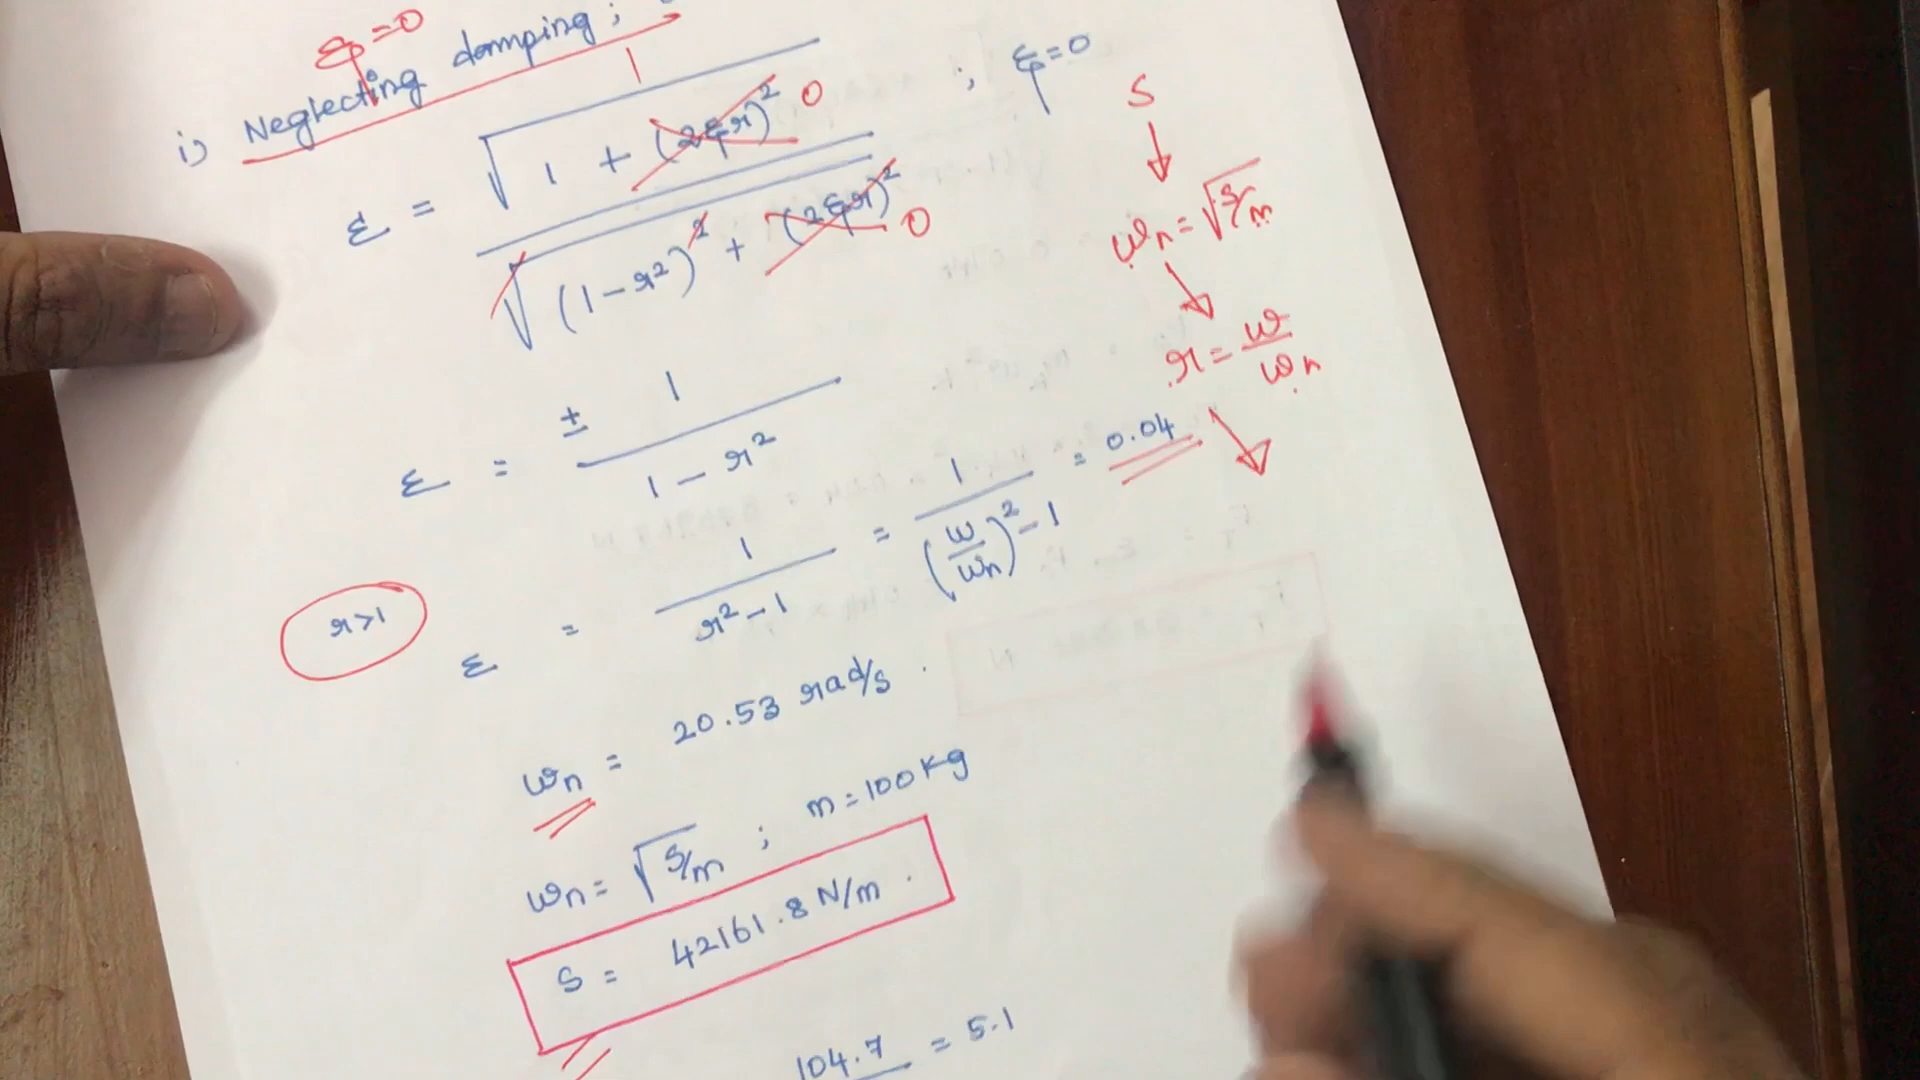 ξ=0
i) Neglecting damping;
ε = 1 / √(1 + (2ξr)²) 0 ; ξ=0
√((1-r²)² + (2ξr)²) 0
S
ωn = √(s/m)
r = ω/ωn
ε = ± 1 / (1 - r²)
r>1
ε = 1 / (r² - 1) = 1 / ((ω/ωn)² - 1) = 0.04
ωn = 20.53 rad/s.
ωn = √(s/m) ; m = 100 kg
S = 42161.8 N/m.
104.7 = 5.1